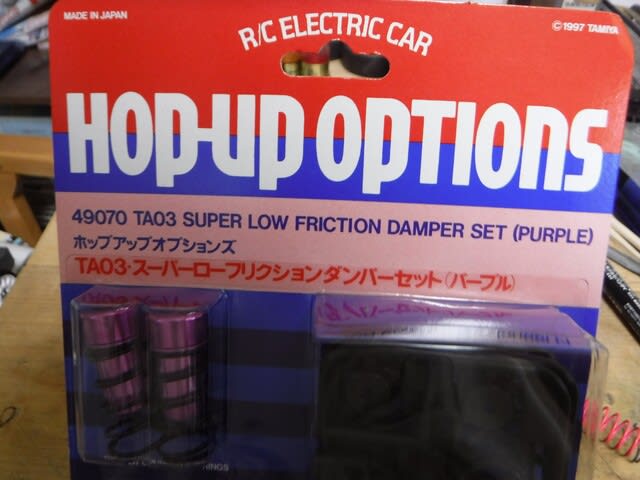 MADE IN JAPAN
©1997 TAMIYA
R/C ELECTRIC CAR
HOP-UP OPTIONS
49070 TA03 SUPER LOW FRICTION DAMPER SET (PURPLE)
ホップアップオプションズ
TA03・スーパーローフリクションダンパーセット(パープル)